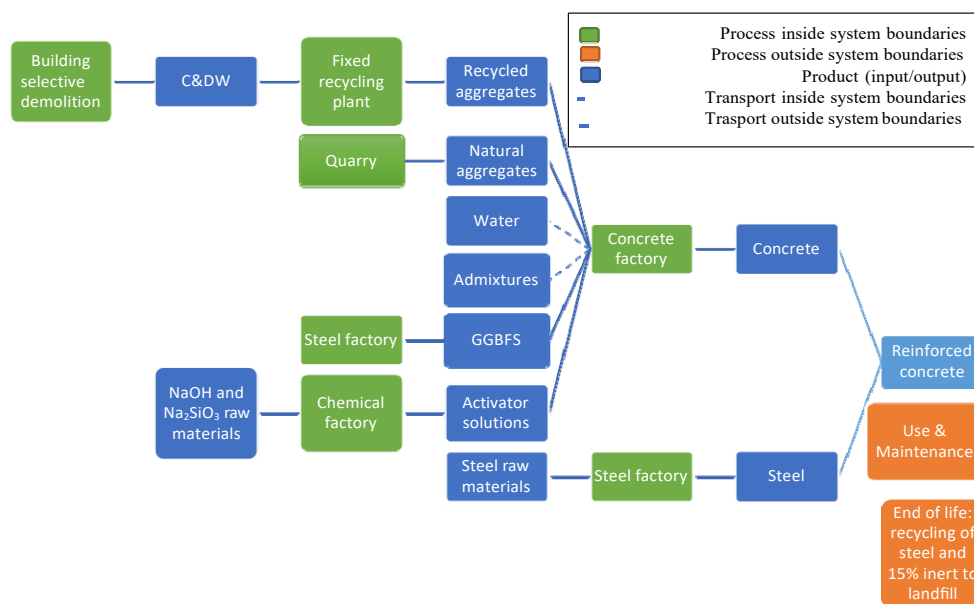 Building
selective
demolition
C&DW
Fixed
recycling
plant
Recycled
aggregates
Process inside system boundaries
Process outside system boundaries
Product (input/output)
Transport inside system boundaries
Trasport outside system boundaries
Quarry
Natural
aggregates
Water
Admixtures
Concrete
factory
Concrete
Steel factory
GGBFS
Reinforced
concrete
NaOH and
Na₂SiO₃ raw
materials
Chemical
factory
Activator
solutions
Use &
Maintenance
Steel raw
materials
Steel factory
Steel
End of life:
recycling of
steel and
15% inert to
landfill